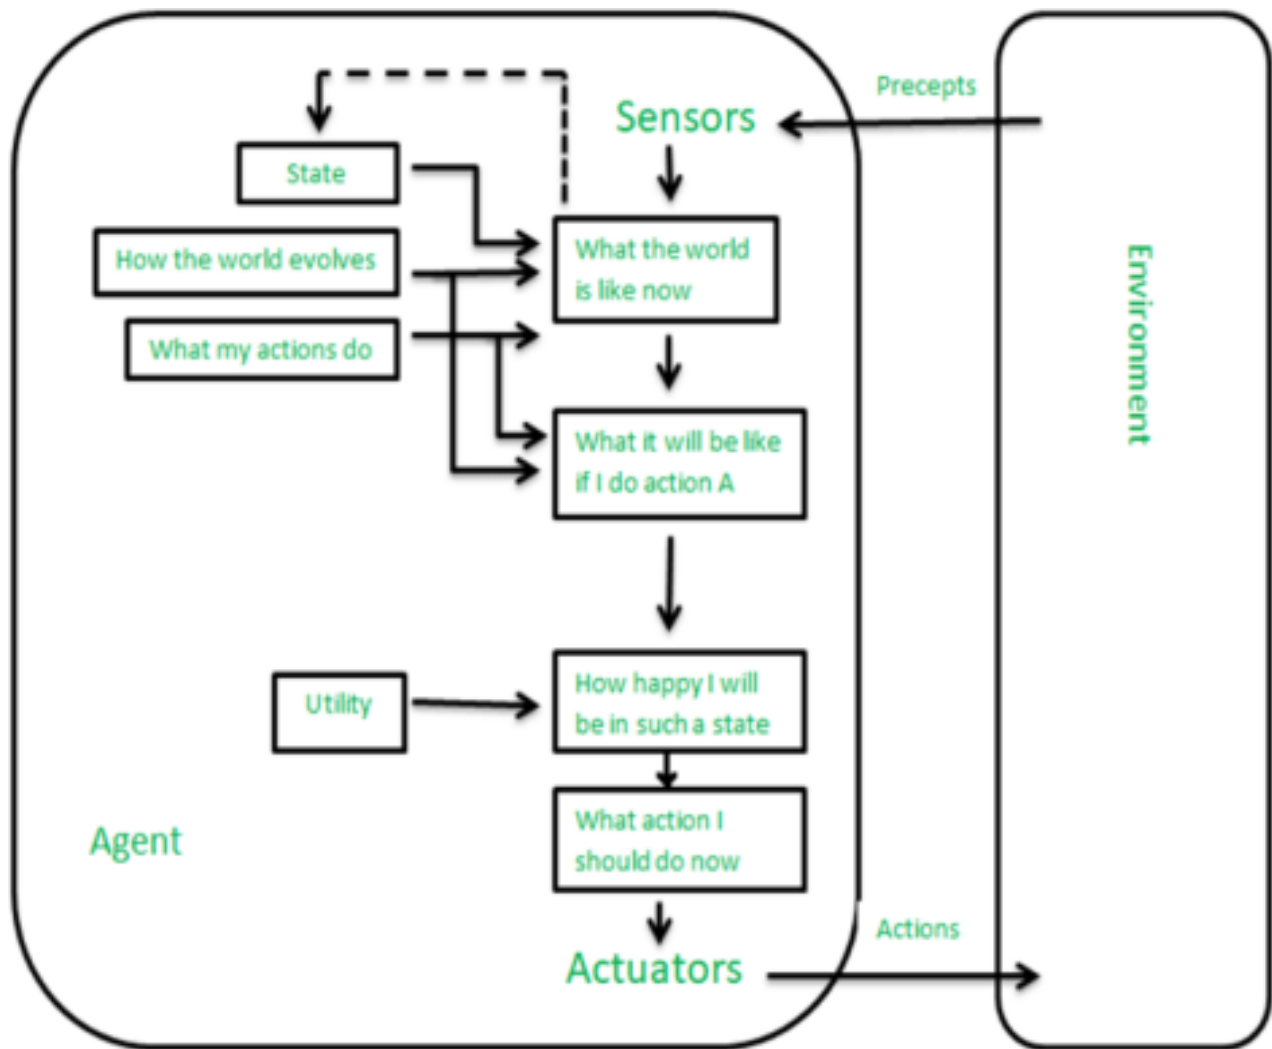 Precepts
Sensors
State
How the world evolves
What my actions do
What the world
is like now
What it will be like
if I do action A
Utility
How happy I will
be in such a state
What action I
should do now
Agent
Actuators
Actions
Environment